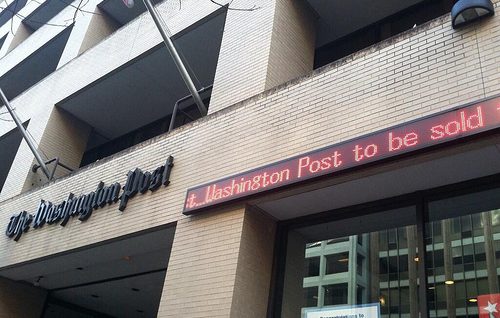 The Washington Post
t...Washington Post to be sold